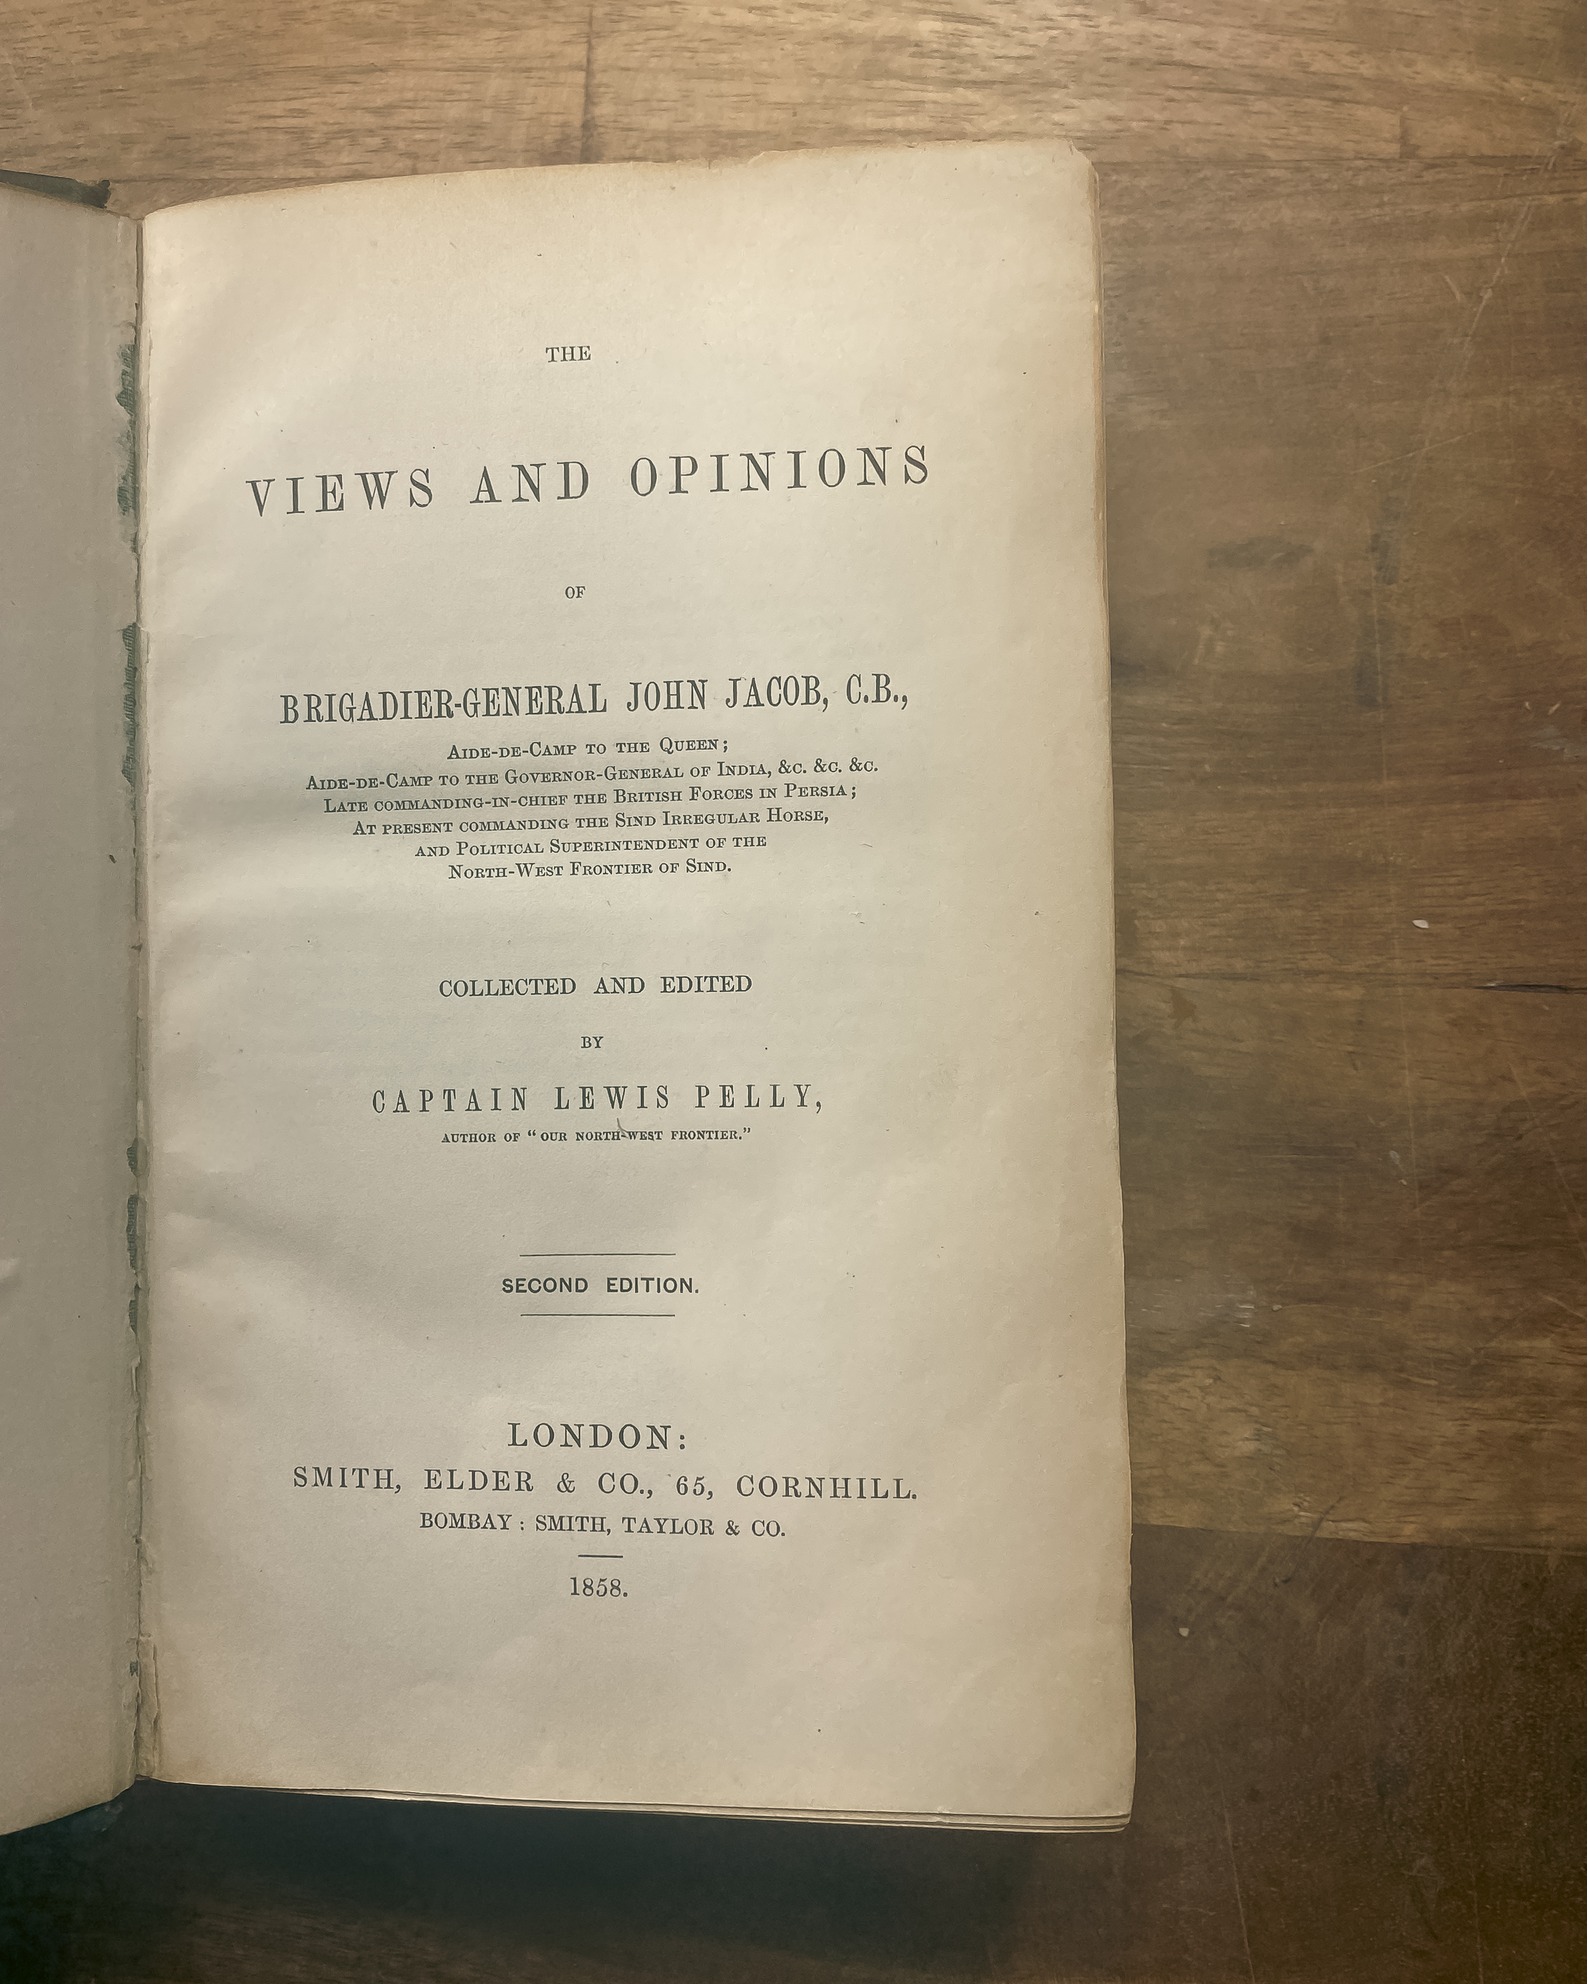 THE
VIEWS AND OPINIONS
OF
BRIGADIER-GENERAL JOHN JACOB, C.B.,
AIDE-DE-CAMP TO THE QUEEN;
AIDE-DE-CAMP TO THE GOVERNOR-GENERAL OF INDIA, &C. &C. &C.
LATE COMMANDING-IN-CHIEF THE BRITISH FORCES IN PERSIA;
AT PRESENT COMMANDING THE SIND IRREGULAR HORSE,
AND POLITICAL SUPERINTENDENT OF THE
NORTH-WEST FRONTIER OF SIND.
COLLECTED AND EDITED
BY
CAPTAIN LEWIS PELLY,
AUTHOR OF "OUR NORTH-WEST FRONTIER."
SECOND EDITION.
LONDON:
SMITH, ELDER & CO., 65, CORNHILL.
BOMBAY: SMITH, TAYLOR & CO.
1858.